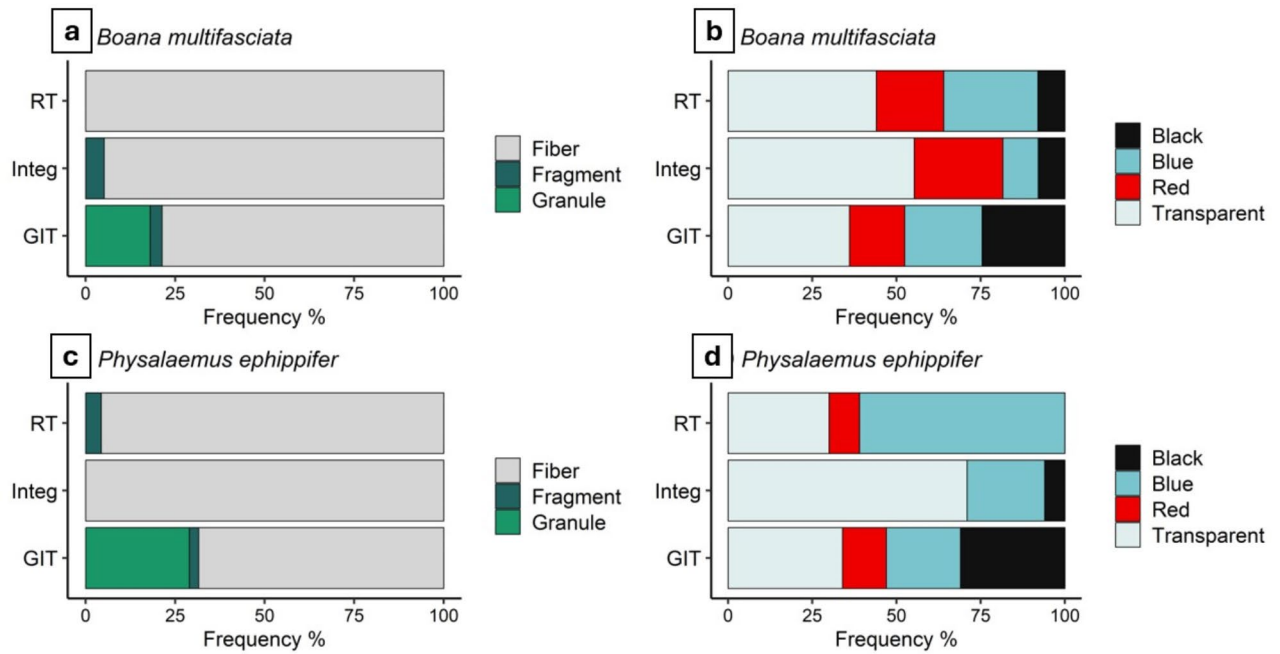 a Boana multifasciata
RT
Integ
GIT
0 25 50 75 100
Frequency %
Fiber
Fragment
Granule
b Boana multifasciata
RT
Integ
GIT
0 25 50 75 100
Frequency %
Black
Blue
Red
Transparent
c Physalaemus ephippifer
RT
Integ
GIT
0 25 50 75 100
Frequency %
Fiber
Fragment
Granule
d Physalaemus ephippifer
RT
Integ
GIT
0 25 50 75 100
Frequency %
Black
Blue
Red
Transparent